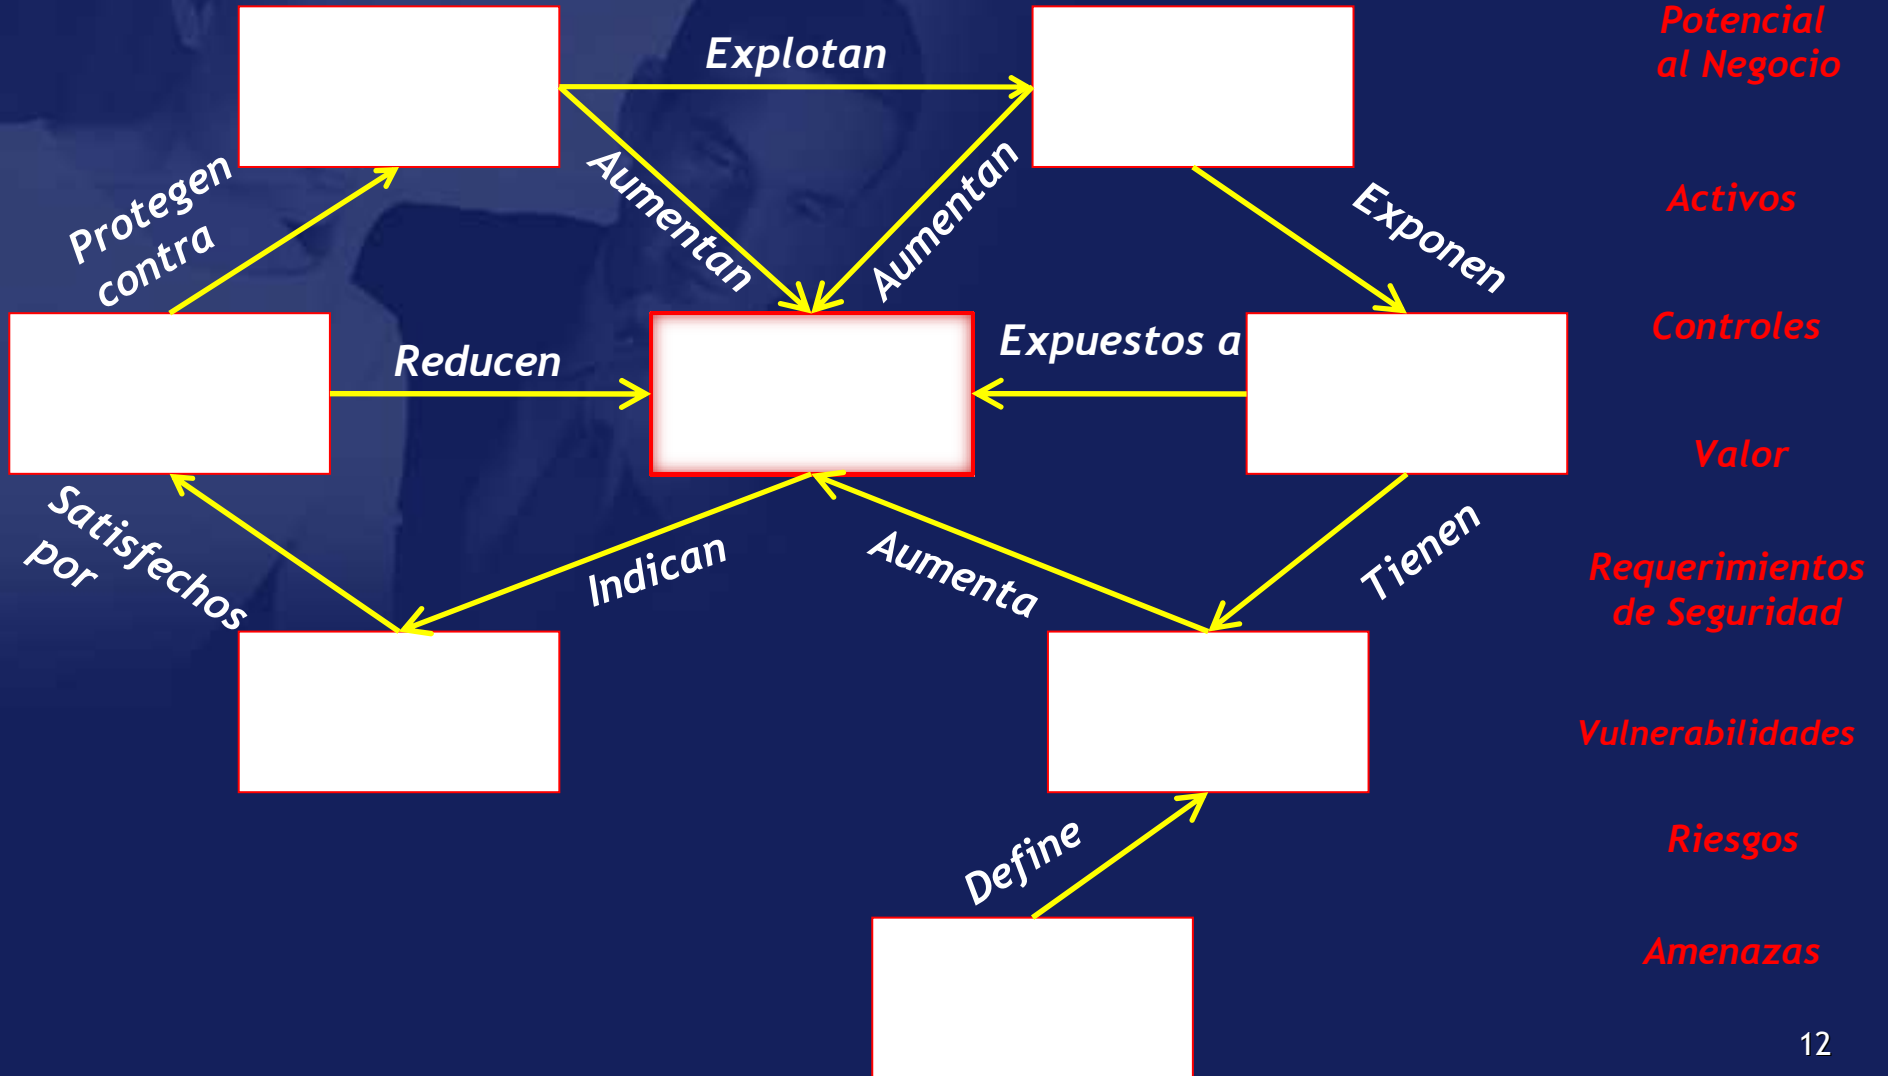 Explotan
Aumentan
Aumentan
Exponen
Protegen
contra
Reducen
Expuestos a
Satisfechos
por
Indican
Aumenta
Tienen
Define
Potencial
al Negocio
Activos
Controles
Valor
Requerimientos
de Seguridad
Vulnerabilidades
Riesgos
Amenazas
12